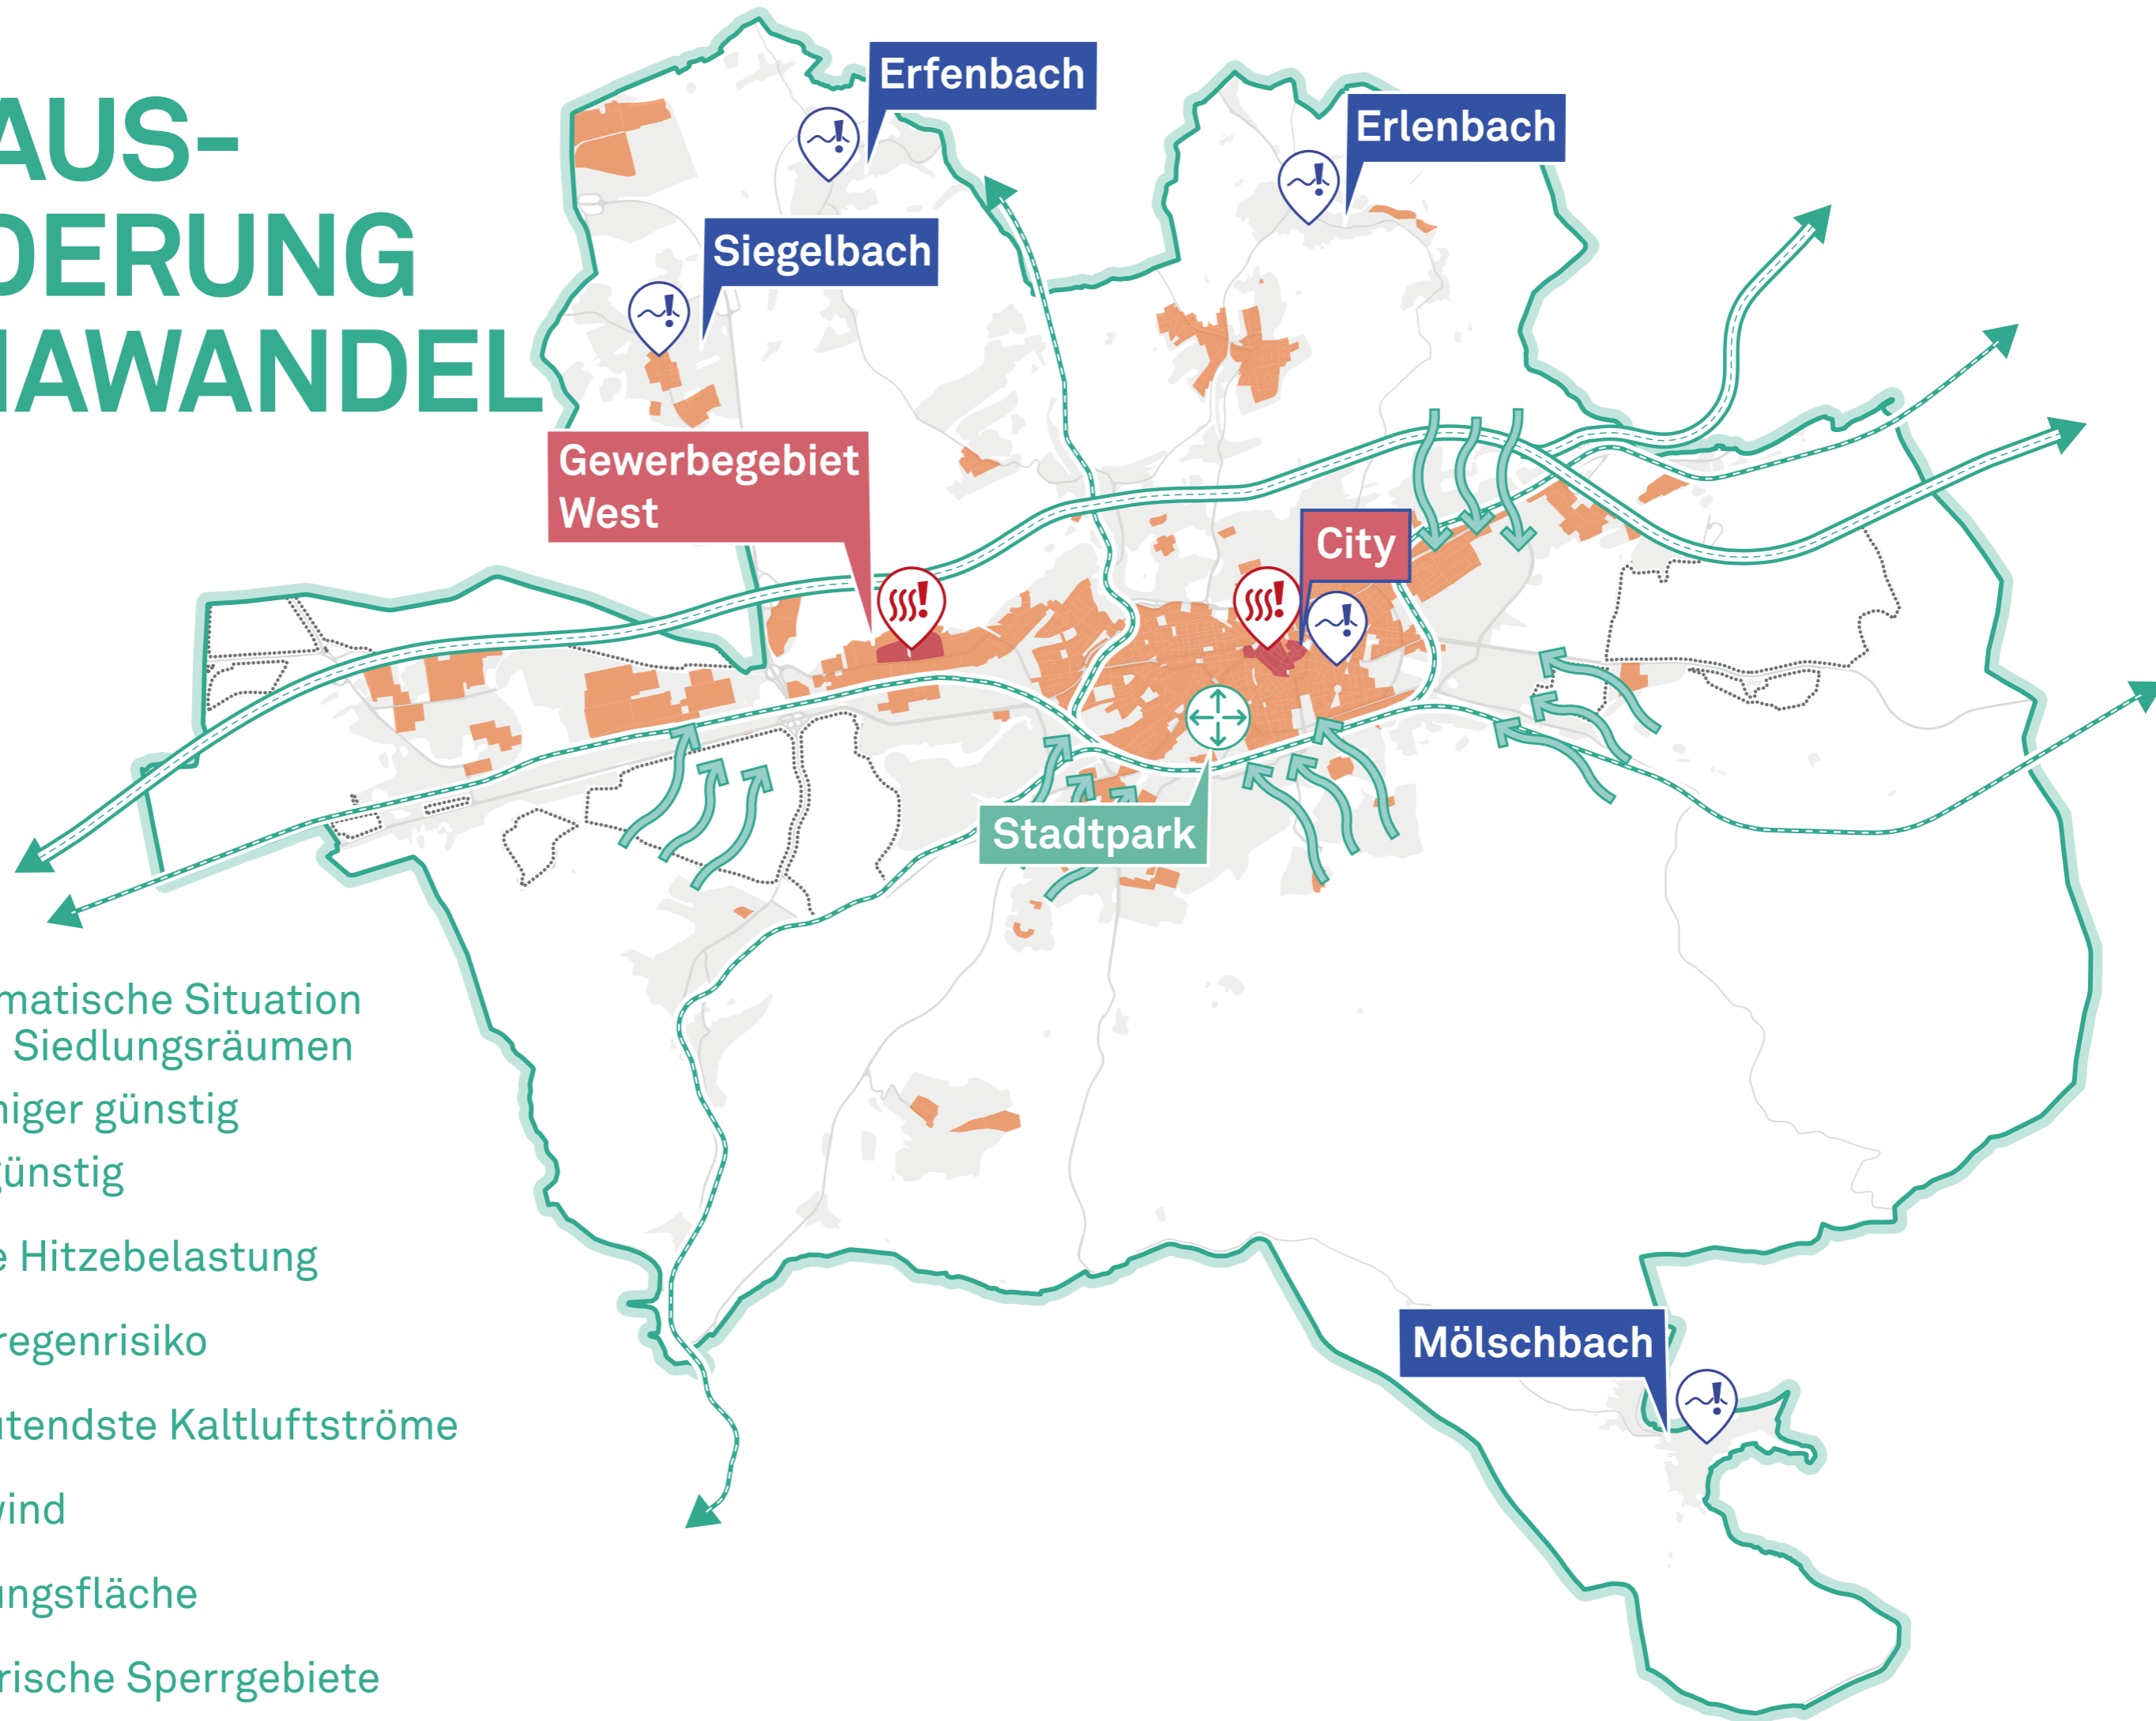 AUS-
DERUNG
IAWANDEL
Erfenbach
Erlenbach
Siegelbach
Gewerbegebiet
West
City
Stadtpark
Mölschbach
matische Situation
Siedlungsräumen
niger günstig
günstig
e Hitzebelastung
regenrisiko
utendste Kaltluftströme
wind
ungsfläche
rische Sperrgebiete